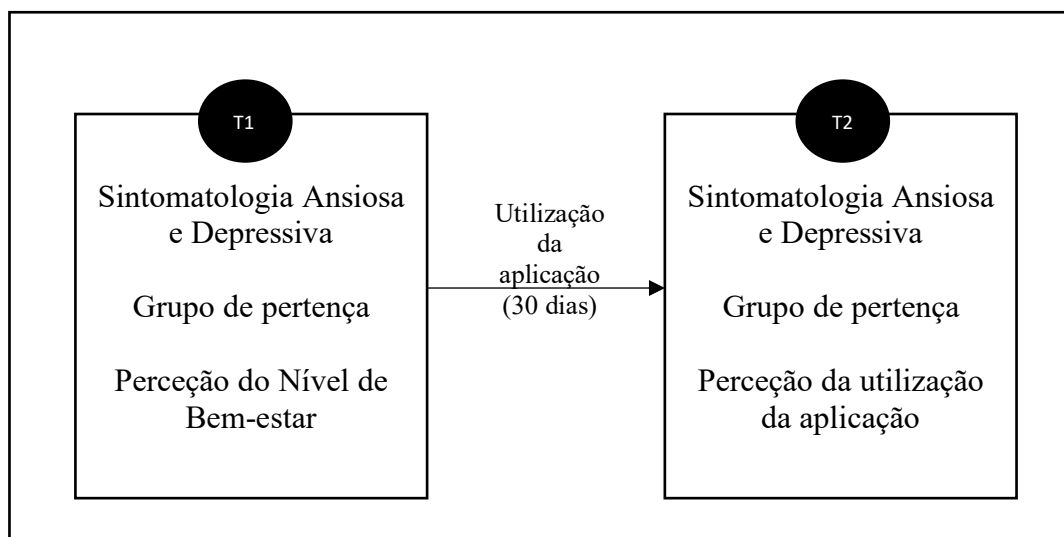 T1
Sintomatologia Ansiosa
e Depressiva
Grupo de pertença
Perceção do Nível de
Bem-estar
Utilização
da
aplicação
(30 dias)
T2
Sintomatologia Ansiosa
e Depressiva
Grupo de pertença
Perceção da utilização
da aplicação